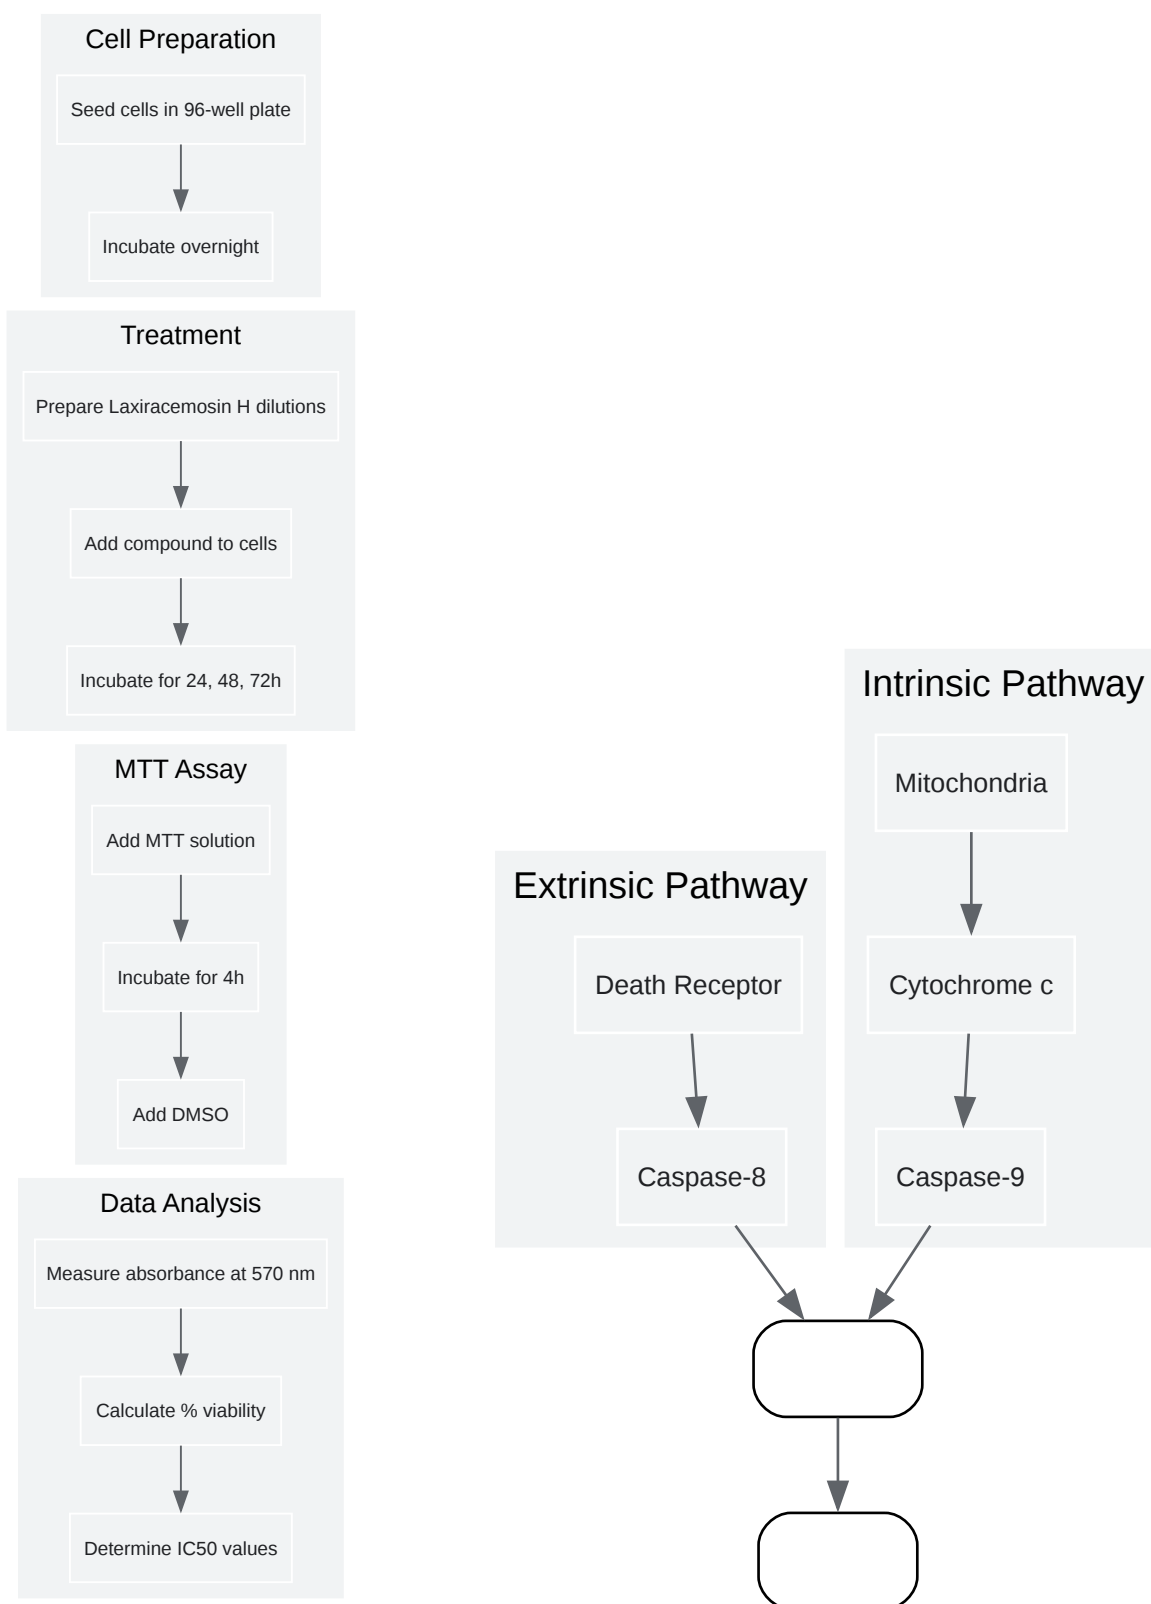 Cell Preparation
Seed cells in 96-well plate
Incubate overnight
Treatment
Prepare Laxiracemosin H dilutions
Add compound to cells
Incubate for 24, 48, 72h
MTT Assay
Add MTT solution
Incubate for 4h
Add DMSO
Data Analysis
Measure absorbance at 570 nm
Calculate % viability
Determine IC50 values
Extrinsic Pathway
Death Receptor
Caspase-8
Intrinsic Pathway
Mitochondria
Cytochrome c
Caspase-9